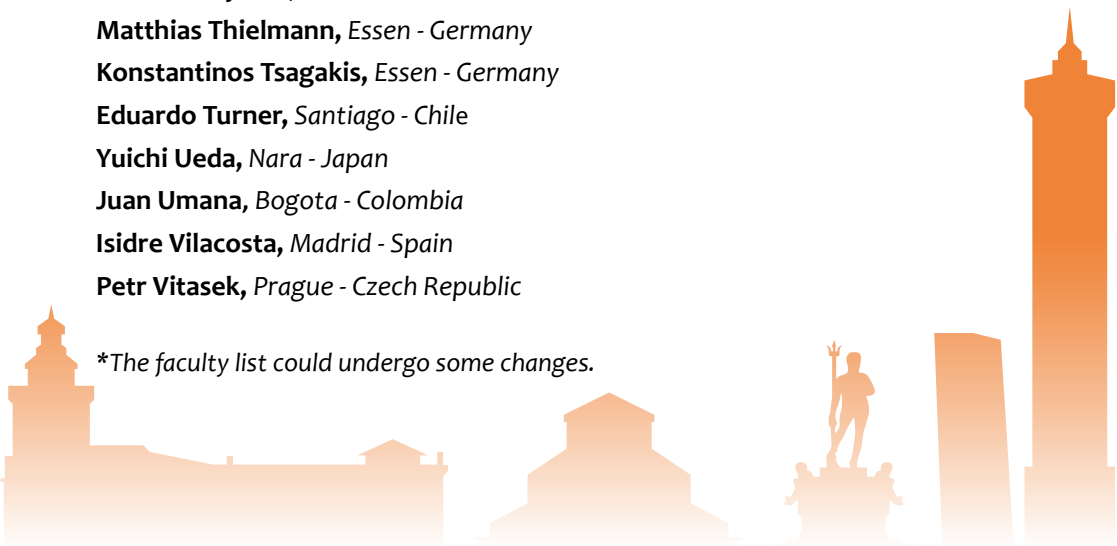 Matthias Thielmann, Essen - Germany
Konstantinos Tsagakis, Essen - Germany
Eduardo Turner, Santiago - Chile
Yuichi Ueda, Nara - Japan
Juan Umana, Bogota - Colombia
Isidre Vilacosta, Madrid - Spain
Petr Vitasek, Prague - Czech Republic
*The faculty list could undergo some changes.